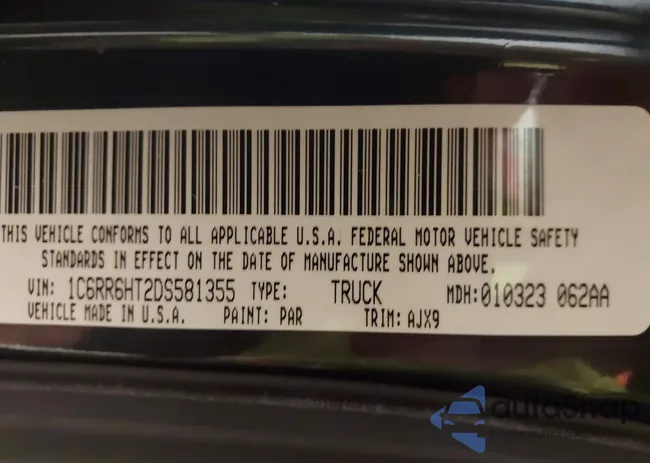 THIS VEHICLE CONFORMS TO ALL APPLICABLE U.S.A. FEDERAL MOTOR VEHICLE SAFETY
STANDARDS IN EFFECT ON THE DATE OF MANUFACTURE SHOWN ABOVE.
VIN: 1C6RR6HT2DS581355 TYPE: TRUCK MDH:010323 062AA
VEHICLE MADE IN U.S.A. PAINT: PAR TRIM: AJX9
autoSnap